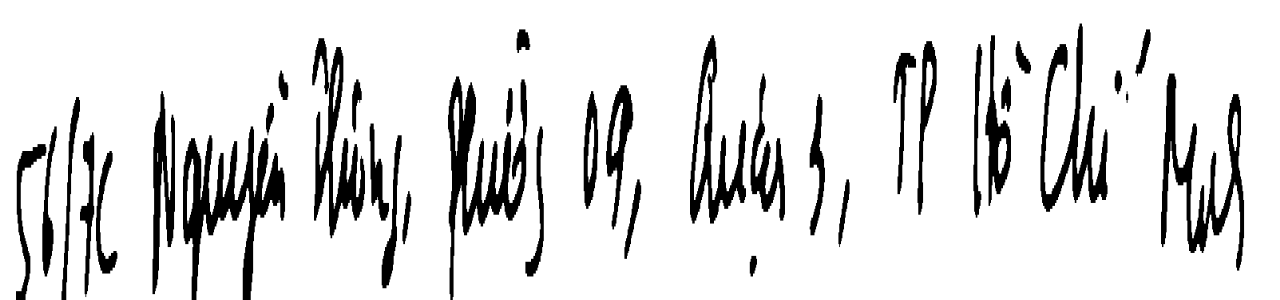 56/7C Nguyễn Thông, Phường 09, Quận 3, TP Hồ Chí Minh